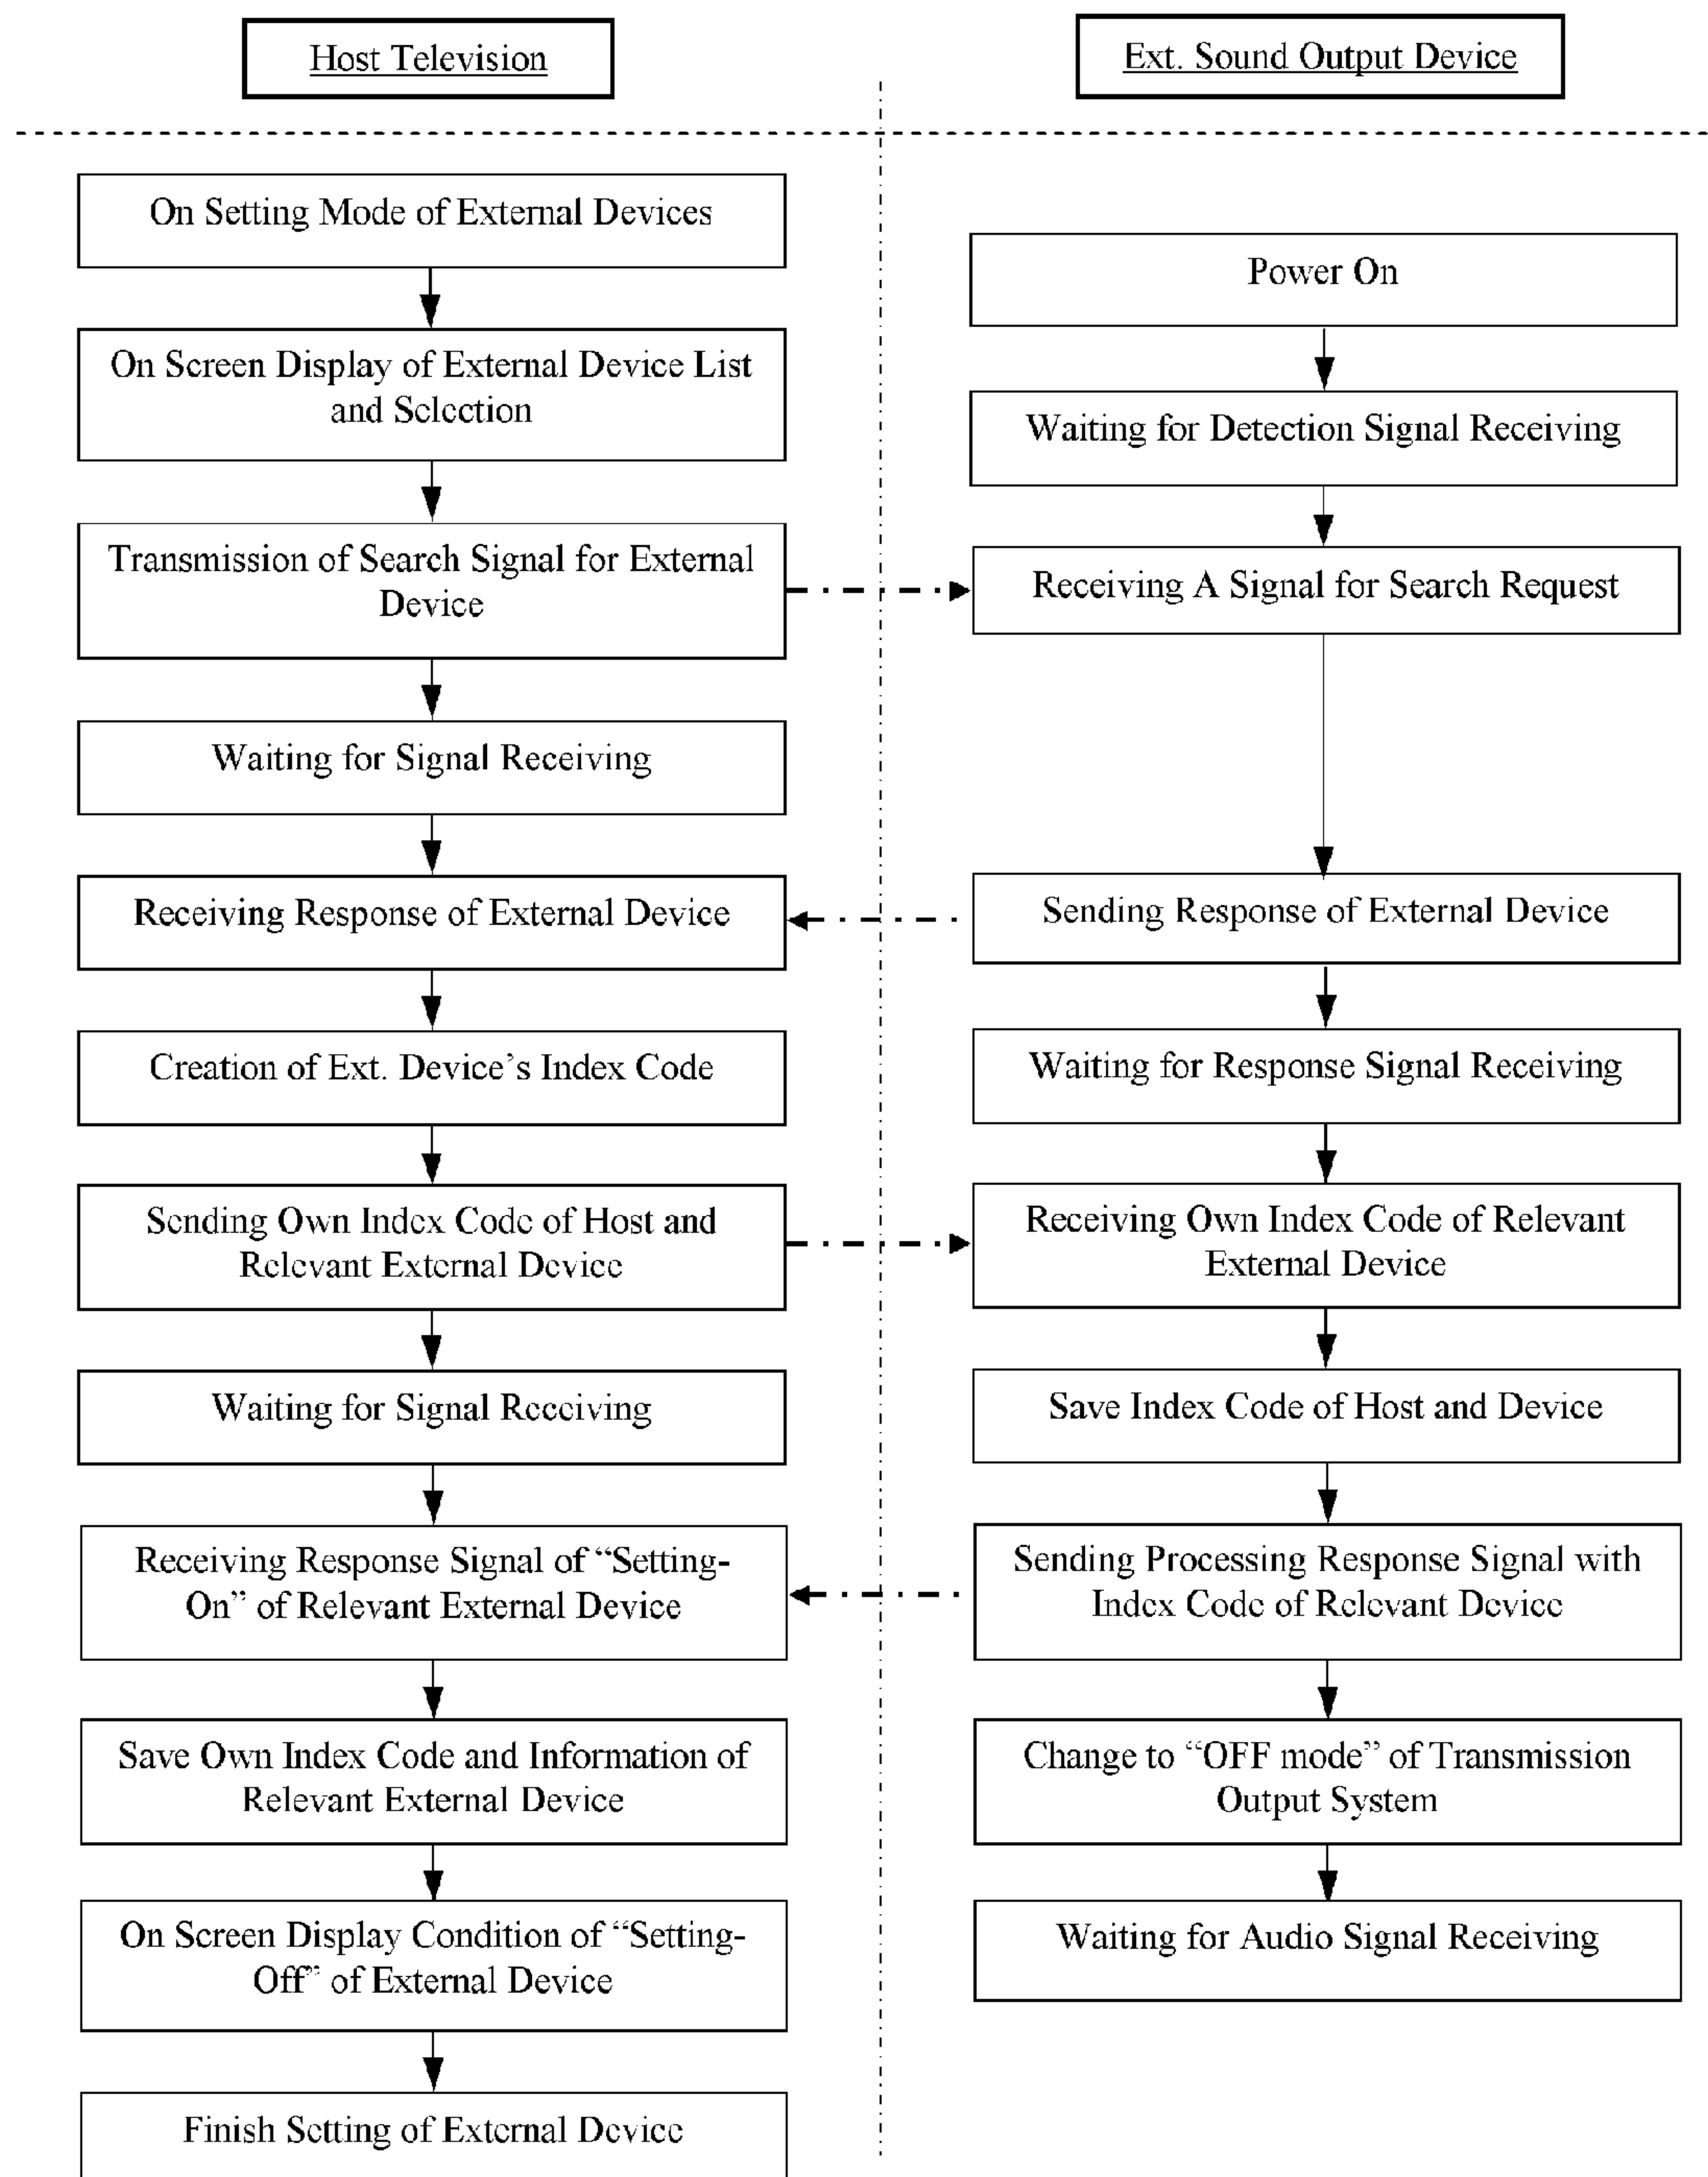 Host Television
Ext. Sound Output Device
On Setting Mode of External Devices
On Screen Display of External Device List
and Selection
Transmission of Search Signal for External
Device
Waiting for Signal Receiving
Receiving Response of External Device
Creation of Ext. Device's Index Code
Sending Own Index Code of Host and
Relevant External Device
Waiting for Signal Receiving
Receiving Response Signal of “Setting-
On” of Relevant External Device
Save Own Index Code and Information of
Relevant External Device
On Screen Display Condition of “Setting-
Off” of External Device
Finish Setting of External Device
Power On
Waiting for Detection Signal Receiving
Receiving A Signal for Search Request
Sending Response of External Device
Waiting for Response Signal Receiving
Receiving Own Index Code of Relevant
External Device
Save Index Code of Host and Device
Sending Processing Response Signal with
Index Code of Relevant Device
Change to “OFF mode” of Transmission
Output System
Waiting for Audio Signal Receiving